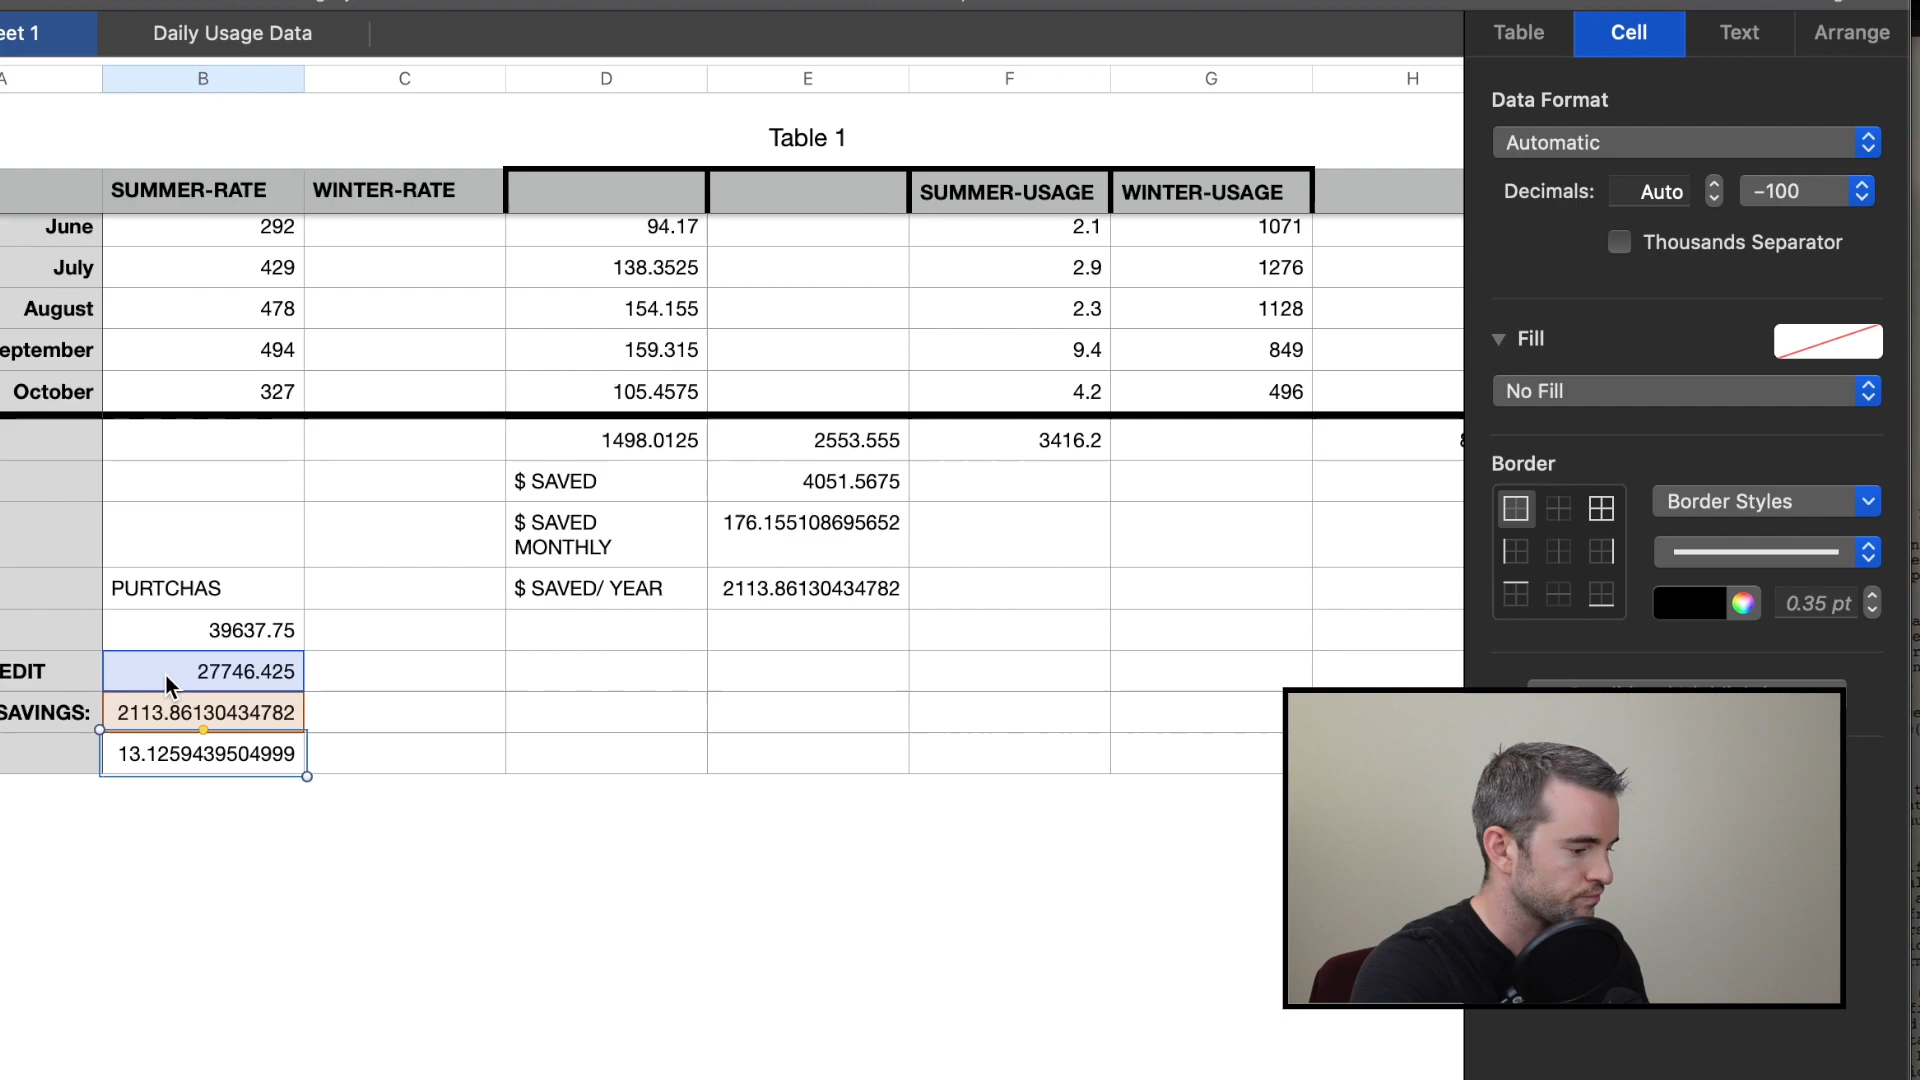 eet 1 Daily Usage Data Table Cell Text Arrange
A B C D E F G H
Table 1
SUMMER-RATE WINTER-RATE SUMMER-USAGE WINTER-USAGE
June 292 94.17 2.1 1071
July 429 138.3525 2.9 1276
August 478 154.155 2.3 1128
eptember 494 159.315 9.4 849
October 327 105.4575 4.2 496
1498.0125 2553.555 3416.2
$ SAVED 4051.5675
$ SAVED 176.155108695652
MONTHLY
PURTCHAS $ SAVED/ YEAR 2113.86130434782
39637.75
EDIT 27746.425
SAVINGS: 2113.86130434782
13.1259439504999
Data Format
Automatic
Decimals: Auto –100
Thousands Separator
Fill
No Fill
Border
Border Styles
0.35 pt